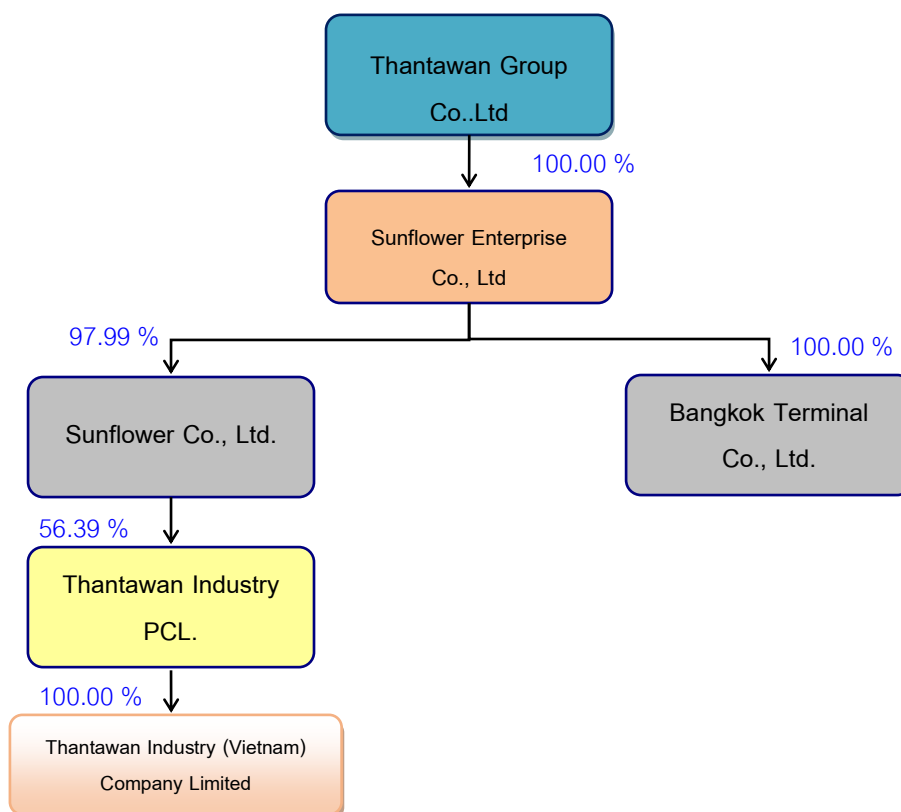 Thantawan Group
Co..Ltd
100.00 %
Sunflower Enterprise
Co., Ltd
97.99 %
100.00 %
Sunflower Co., Ltd.
Bangkok Terminal
Co., Ltd.
56.39 %
Thantawan Industry
PCL.
100.00 %
Thantawan Industry (Vietnam)
Company Limited